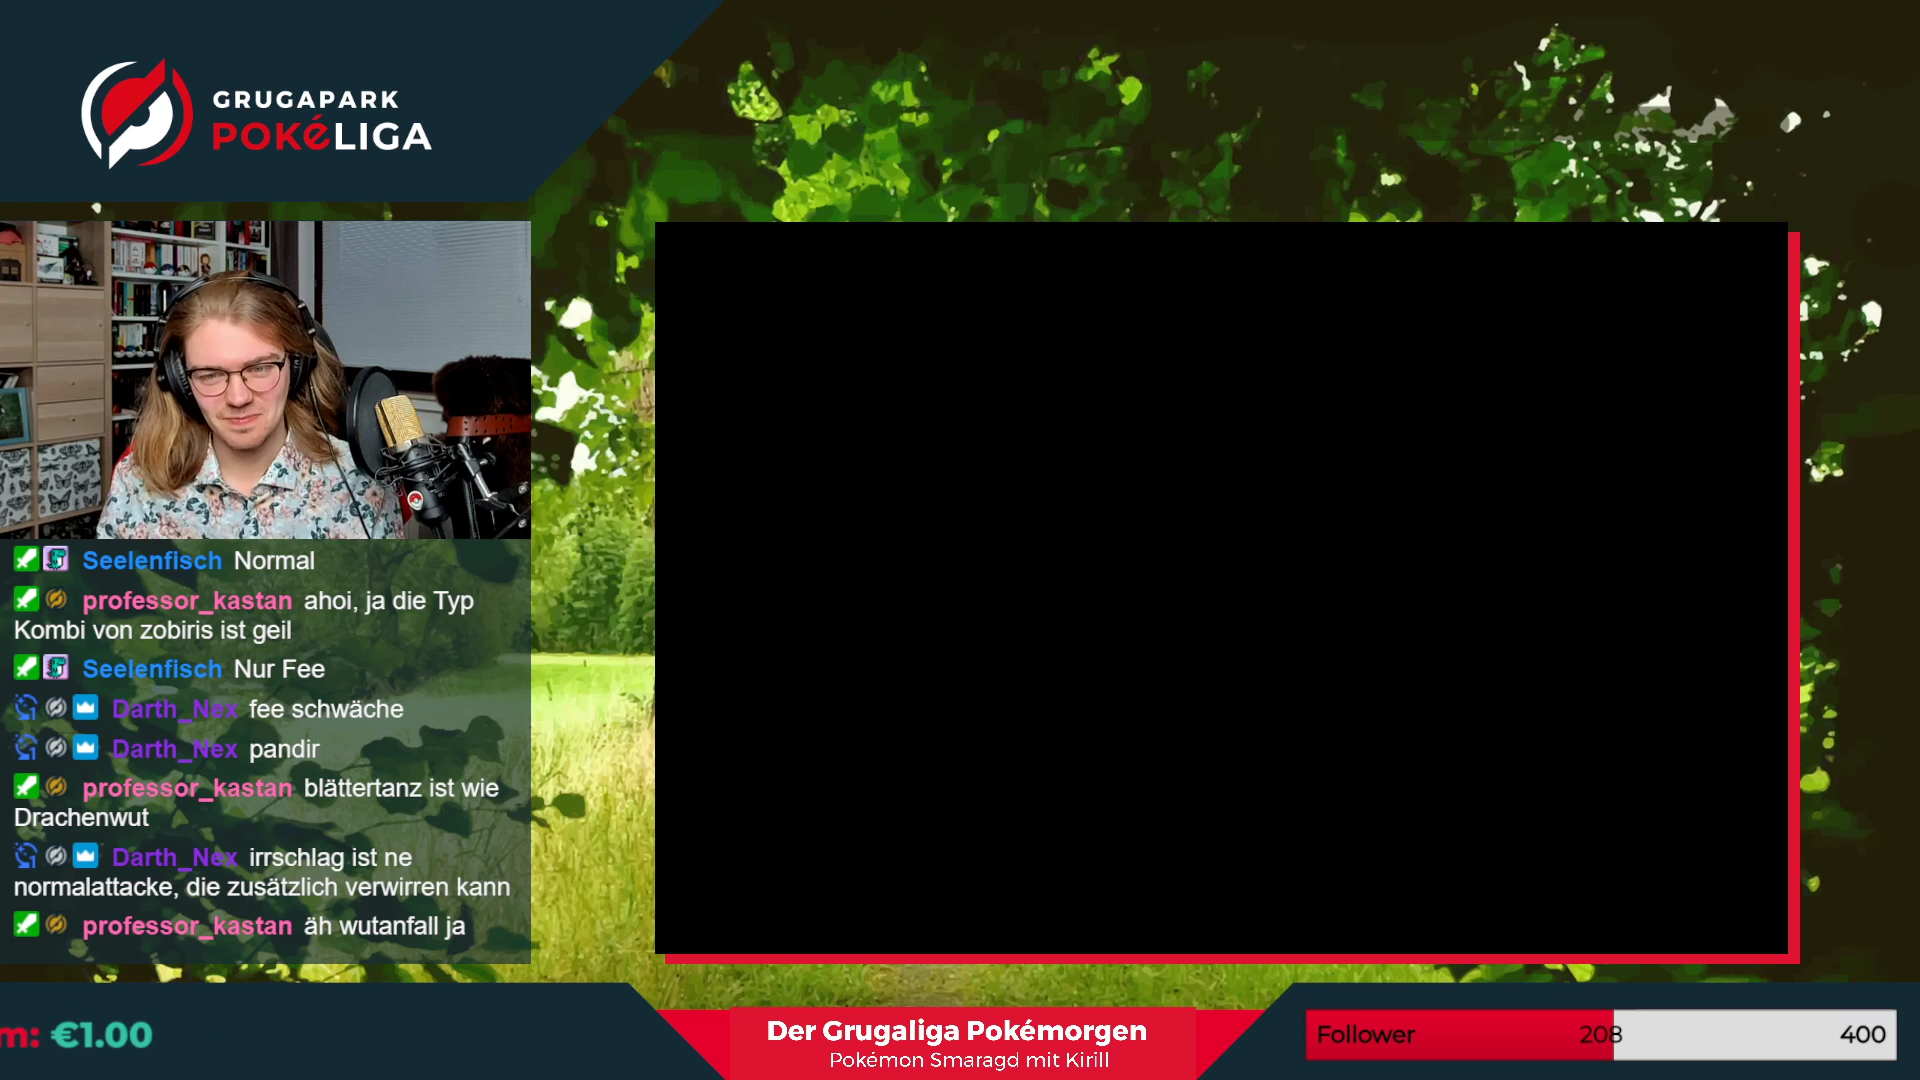 GRUGAPARK
POKéLIGA
Seelenfisch Normal
professor_kastan ahoi, ja die Typ
Kombi von zobiris ist geil
Seelenfisch Nur Fee
Darth_Nex fee schwäche
Darth_Nex pandir
professor_kastan blättertanz ist wie
Drachenwut
Darth_Nex irrschlag ist ne
normalattacke, die zusätzlich verwirren kann
professor_kastan äh wutanfall ja
m: €1.00
Der Grugaliga Pokémorgen
Pokémon Smaragd mit Kirill
Follower 208 400